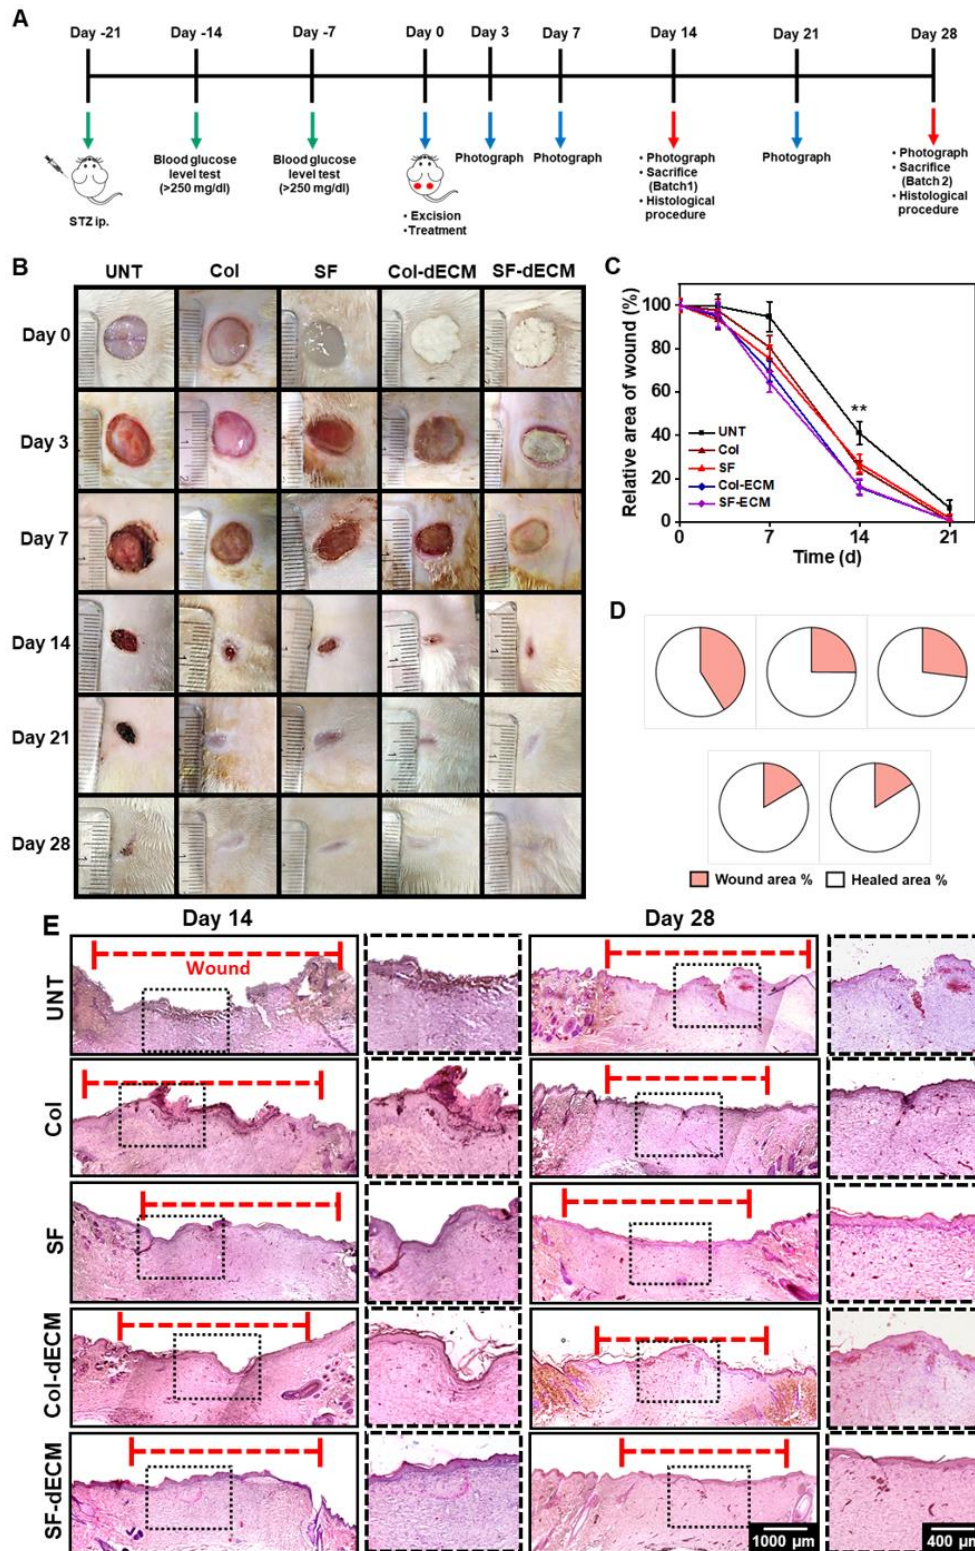 A
Day -21 Day -14 Day -7 Day 0 Day 3 Day 7 Day 14 Day 21 Day 28
STZ ip.
Blood glucose
level test
(>250 mg/dl)
Blood glucose
level test
(>250 mg/dl)
• Excision
•Treatment
Photograph
Photograph
• Photograph
• Sacrifice
(Batch1)
• Histological
procedure
Photograph
• Photograph
• Sacrifice
(Batch 2)
• Histological
procedure
B
UNT Col SF Col-dECM SF-dECM
Day 0
Day 3
Day 7
Day 14
Day 21
Day 28
C
Relative area of wound (%)
100
80
60
40
20
0
**
UNT
Col
SF
Col-ECM
SF-ECM
0 7 14 21
Time (d)
D
Wound area % Healed area %
E
Day 14 Day 28
Wound
UNT
Col
SF
Col-dECM
SF-dECM
1000 µm 400 µm